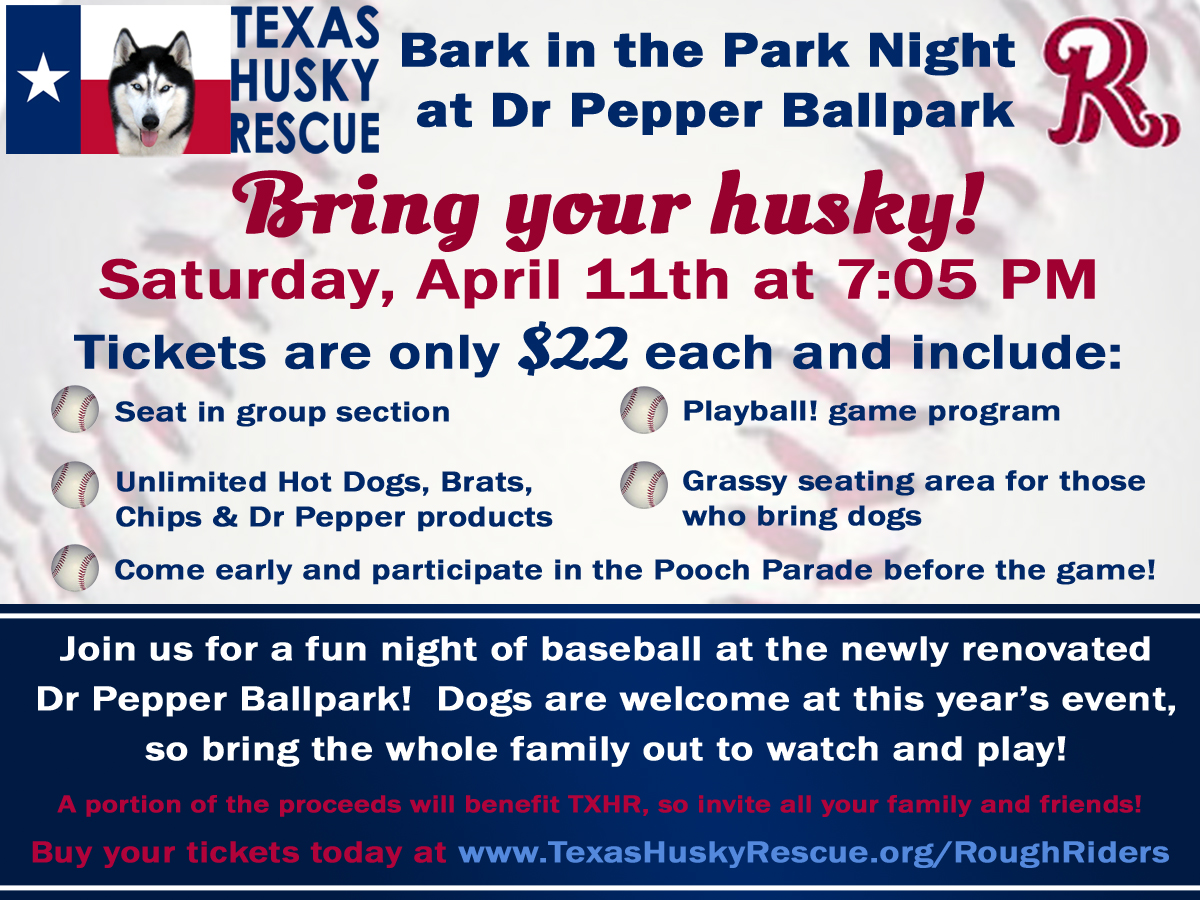 TEXAS
HUSKY
RESCUE
Bark in the Park Night
at Dr Pepper Ballpark
R
Bring your husky!
Saturday, April 11th at 7:05 PM
Tickets are only $22 each and include:
Seat in group section
Playball! game program
Unlimited Hot Dogs, Brats,
Chips & Dr Pepper products
Grassy seating area for those
who bring dogs
Come early and participate in the Pooch Parade before the game!
Join us for a fun night of baseball at the newly renovated
Dr Pepper Ballpark! Dogs are welcome at this year's event,
so bring the whole family out to watch and play!
A portion of the proceeds will benefit TXHR, so invite all your family and friends!
Buy your tickets today at www.TexasHuskyRescue.org/RoughRiders